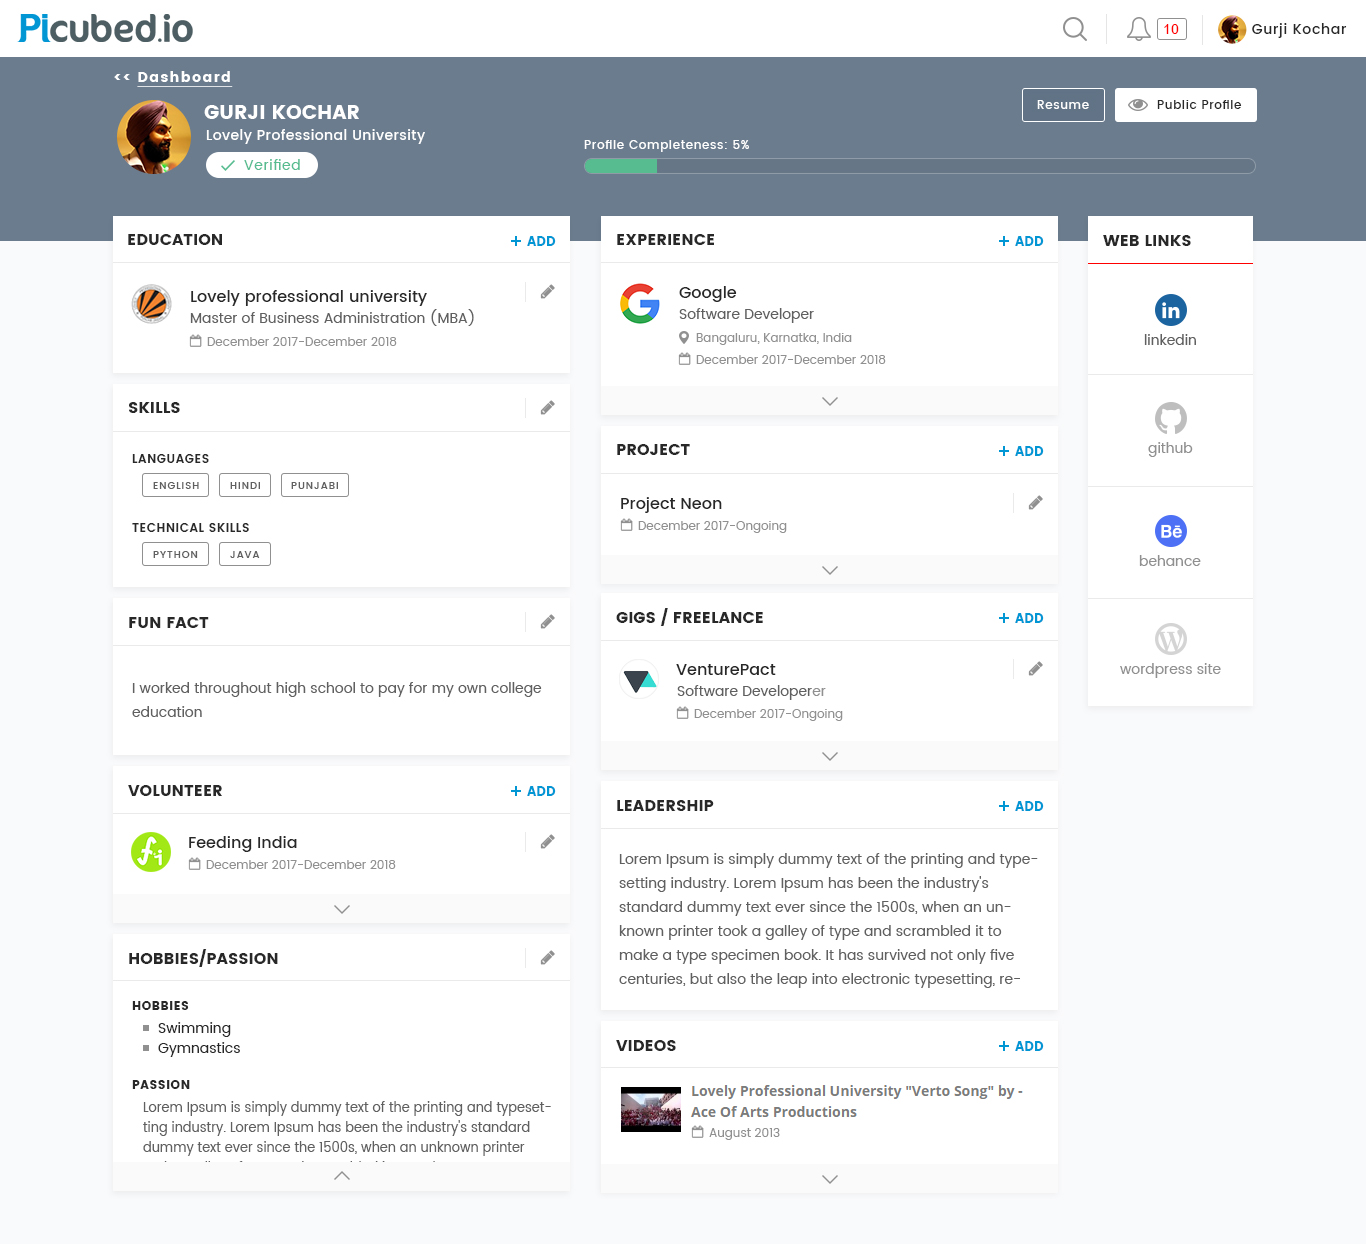 Picubed.io
10
Gurji Kochar
<< Dashboard
GURJI KOCHAR
Lovely Professional University
Verified
Resume
Public Profile
Profile Completeness: 5%
EDUCATION
+ ADD
Lovely professional university
Master of Business Administration (MBA)
December 2017-December 2018
SKILLS
LANGUAGES
ENGLISH
HINDI
PUNJABI
TECHNICAL SKILLS
PYTHON
JAVA
FUN FACT
I worked throughout high school to pay for my own college
education
VOLUNTEER
+ ADD
Feeding India
December 2017-December 2018
HOBBIES/PASSION
HOBBIES
Swimming
Gymnastics
PASSION
Lorem Ipsum is simply dummy text of the printing and typeset-
ting industry. Lorem Ipsum has been the industry's standard
dummy text ever since the 1500s, when an unknown printer
EXPERIENCE
+ ADD
Google
Software Developer
Bangaluru, Karnatka, India
December 2017-December 2018
PROJECT
+ ADD
Project Neon
December 2017-Ongoing
GIGS / FREELANCE
+ ADD
VenturePact
Software Developerer
December 2017-Ongoing
LEADERSHIP
+ ADD
Lorem Ipsum is simply dummy text of the printing and type-
setting industry. Lorem Ipsum has been the industry's
standard dummy text ever since the 1500s, when an un-
known printer took a galley of type and scrambled it to
make a type specimen book. It has survived not only five
centuries, but also the leap into electronic typesetting, re-
VIDEOS
+ ADD
Lovely Professional University "Verto Song" by -
Ace Of Arts Productions
August 2013
WEB LINKS
in
linkedin
github
Bē
behance
W
wordpress site